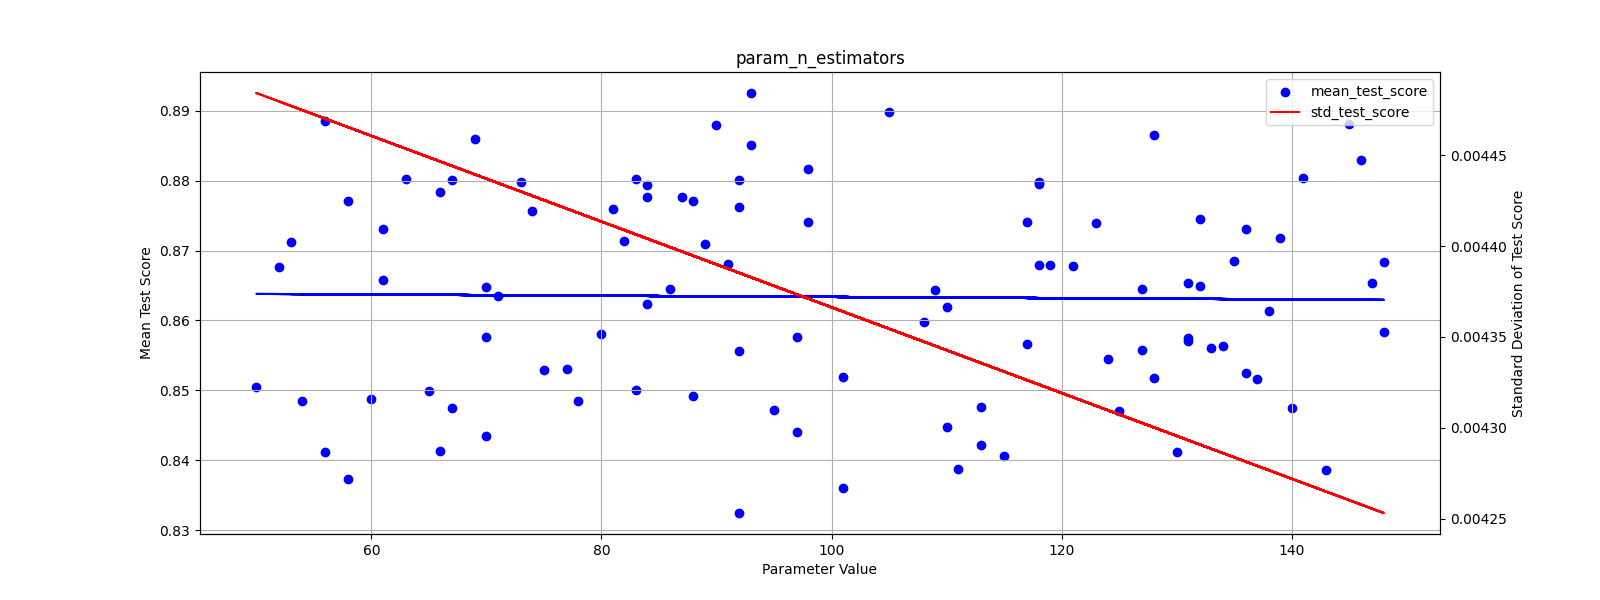 param_n_estimators
mean_test_score
std_test_score
0.89
0.88
0.87
0.86
0.85
0.84
0.83
Mean Test Score
0.00445
0.00440
0.00435
0.00430
0.00425
Standard Deviation of Test Score
60
80
100
120
140
Parameter Value